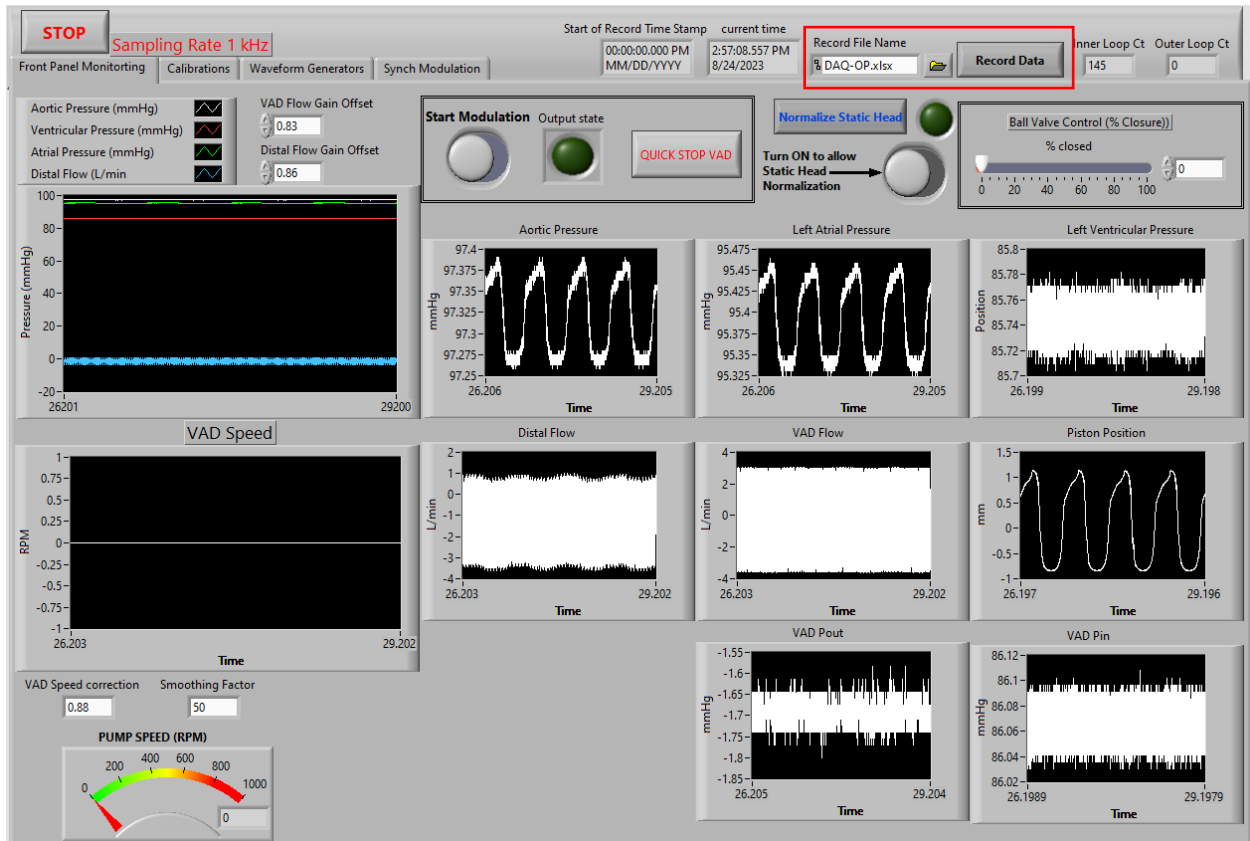 STOP
Sampling Rate 1 kHz
Start of Record Time Stamp
current time
00:00:00.000 PM
MM/DD/YYYY
2:57:08.557 PM
8/24/2023
Record File Name
DAQ-OP.xlsx
Record Data
Inner Loop Ct
Outer Loop Ct
145
0
Front Panel Monitorting
Calibrations
Waveform Generators
Synch Modulation
Aortic Pressure (mmHg)
Ventricular Pressure (mmHg)
Atrial Pressure (mmHg)
Distal Flow (L/min
VAD Flow Gain Offset
0.83
Distal Flow Gain Offset
0.86
Start Modulation
Output state
QUICK STOP VAD
Normalize Static Head
Turn ON to allow
Static Head
Normalization
Ball Valve Control (% Closure))
% closed
0 20 40 60 80 100
0
Pressure (mmHg)
100
80
60
40
20
0
-20
26201
29200
Aortic Pressure
mmHg
97.4
97.375
97.35
97.325
97.3
97.275
97.25
26.206
29.205
Time
Left Atrial Pressure
mmHg
95.475
95.45
95.425
95.4
95.375
95.35
95.325
26.206
29.205
Time
Left Ventricular Pressure
Position
85.8
85.78
85.76
85.74
85.72
85.7
26.199
29.198
Time
VAD Speed
RPM
1
0.75
0.5
0.25
0
-0.25
-0.5
-0.75
-1
26.203
29.202
Time
Distal Flow
L/min
2
1
0
-1
-2
-3
-4
26.203
29.202
Time
VAD Flow
L/min
4
2
0
-2
-4
26.203
29.202
Time
Piston Position
mm
1.5
1
0.5
0
-0.5
-1
26.197
29.196
Time
VAD Speed correction
0.88
Smoothing Factor
50
PUMP SPEED (RPM)
0 200 400 600 800 1000
0
VAD Pout
mmHg
-1.55
-1.6
-1.65
-1.7
-1.75
-1.8
-1.85
26.205
29.204
Time
VAD Pin
mmHg
86.12
86.1
86.08
86.06
86.04
86.02
26.1989
29.1979
Time